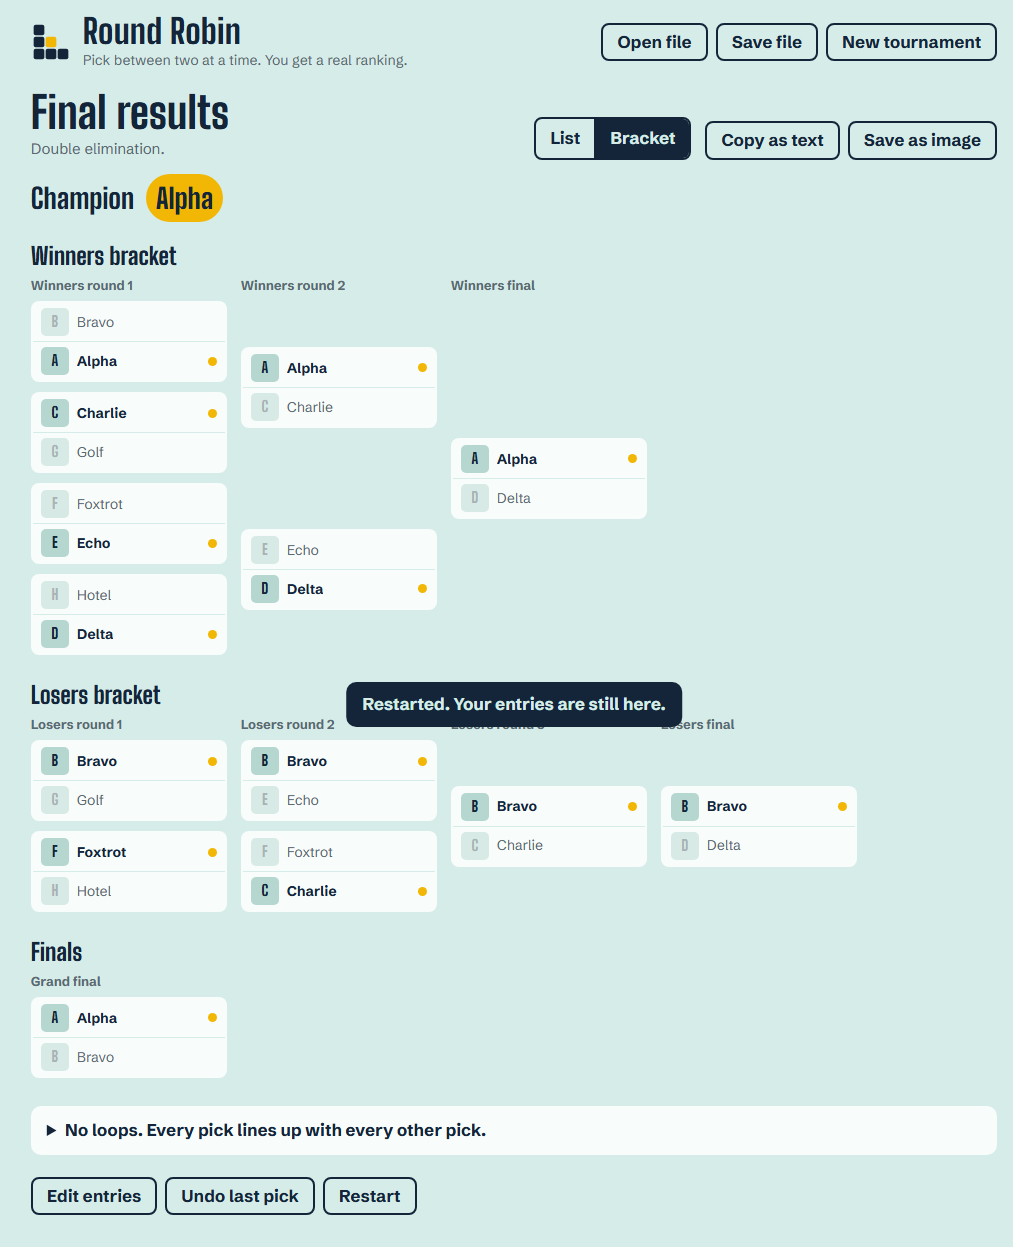 Round Robin
Pick between two at a time. You get a real ranking.
Open file
Save file
New tournament
Final results
Double elimination.
List
Bracket
Copy as text
Save as image
Champion Alpha
Winners bracket
Winners round 1
Winners round 2
Winners final
B Bravo
A Alpha
C Charlie
G Golf
F Foxtrot
E Echo
H Hotel
D Delta
A Alpha
C Charlie
E Echo
D Delta
A Alpha
D Delta
Losers bracket
Restarted. Your entries are still here.
Losers round 1
Losers round 2
Losers final
B Bravo
G Golf
F Foxtrot
H Hotel
B Bravo
E Echo
F Foxtrot
C Charlie
B Bravo
C Charlie
B Bravo
D Delta
Finals
Grand final
A Alpha
B Bravo
No loops. Every pick lines up with every other pick.
Edit entries
Undo last pick
Restart